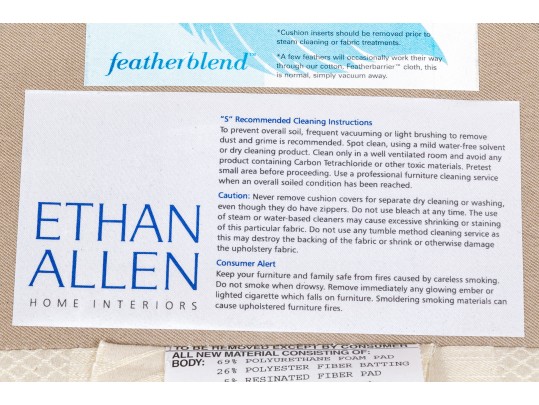 *Cushion inserts should be removed prior to
steam cleaning or fabric treatments.
featherblend™
*A few feathers will occasionally work their way
through our cotton, Featherbarrier™ cloth, this
is normal, simply vacuum away.
"S" Recommended Cleaning Instructions
To prevent overall soil, frequent vacuuming or light brushing to remove
dust and grime is recommended. Spot clean, using a mild water-free solvent
or dry cleaning product. Clean only in a well ventilated room and avoid any
product containing Carbon Tetrachloride or other toxic materials. Pretest
small area before proceeding. Use a professional furniture cleaning service
when an overall soiled condition has been reached.
Caution: Never remove cushion covers for separate dry cleaning or washing,
even though they do have zippers. Do not use bleach at any time. The use
of steam or water-based cleaners may cause excessive shrinking or staining
of this particular fabric. Do not use any tumble method cleaning service as
this may destroy the backing of the fabric or shrink or otherwise damage
the upholstery fabric.
Consumer Alert
Keep your furniture and family safe from fires caused by careless smoking.
Do not smoke when drowsy. Remove immediately any glowing ember or
lighted cigarette which falls on furniture. Smoldering smoking materials can
cause upholstered furniture fires.
ETHAN
ALLEN
HOME INTERIORS
TO BE REMOVED EXCEPT BY CONSUMER
ALL NEW MATERIAL CONSISTING OF:
BODY: 69% POLYURETHANE FOAM PAD
26% POLYESTER FIBER BATTING
5% RESINATED FIBER PAD